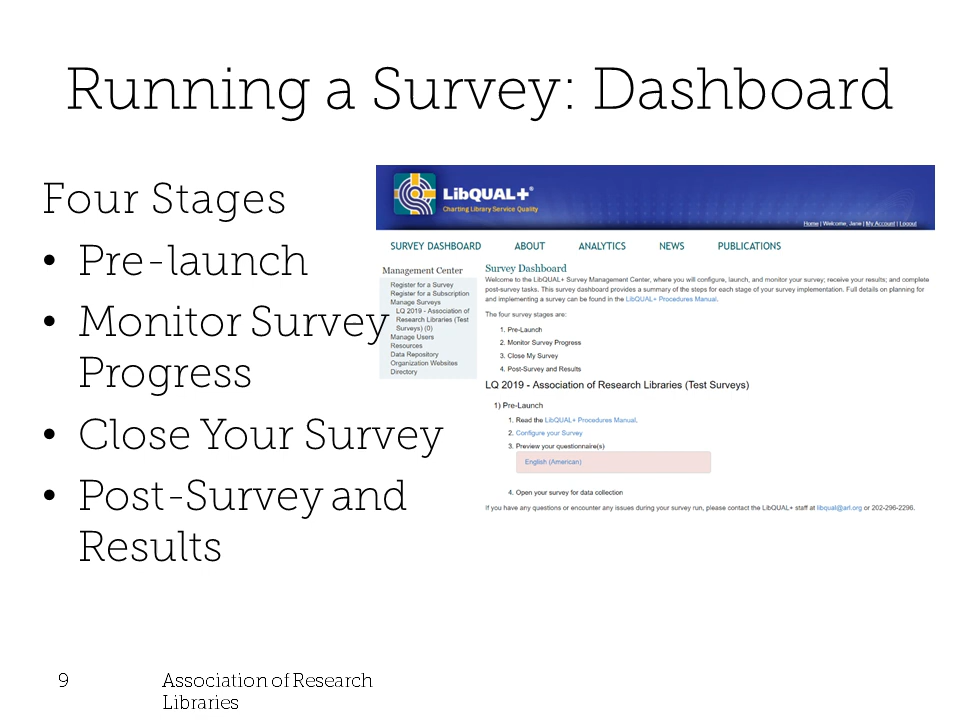 Running a Survey: Dashboard
Four Stages
• Pre-launch
• Monitor Survey
Progress
• Close Your Survey
• Post-Survey and
Results
LibQUAL+®
Charting Library Service Quality
Home | Welcome, Jane | My Account | Logout
SURVEY DASHBOARD ABOUT ANALYTICS NEWS PUBLICATIONS
Management Center
Register for a Survey
Register for a Subscription
Manage Surveys
LQ 2019 - Association of
Research Libraries (Test
Surveys) (0)
Manage Users
Resources
Data Repository
Organization Websites
Directory
Survey Dashboard
Welcome to the LibQUAL+ Survey Management Center, where you will configure, launch, and monitor your survey; receive your results; and complete
post-survey tasks. This survey dashboard provides a summary of the steps for each stage of your survey implementation. Full details on planning for
and implementing a survey can be found in the LibQUAL+ Procedures Manual.
The four survey stages are:
1. Pre-Launch
2. Monitor Survey Progress
3. Close My Survey
4. Post-Survey and Results
LQ 2019 - Association of Research Libraries (Test Surveys)
1) Pre-Launch
1. Read the LibQUAL+ Procedures Manual.
2. Configure your Survey
3. Preview your questionnaire(s)
English (American)
4. Open your survey for data collection
If you have any questions or encounter any issues during your survey run, please contact the LibQUAL+ staff at libqual@arl.org or 202-296-2296.
9
Association of Research
Libraries